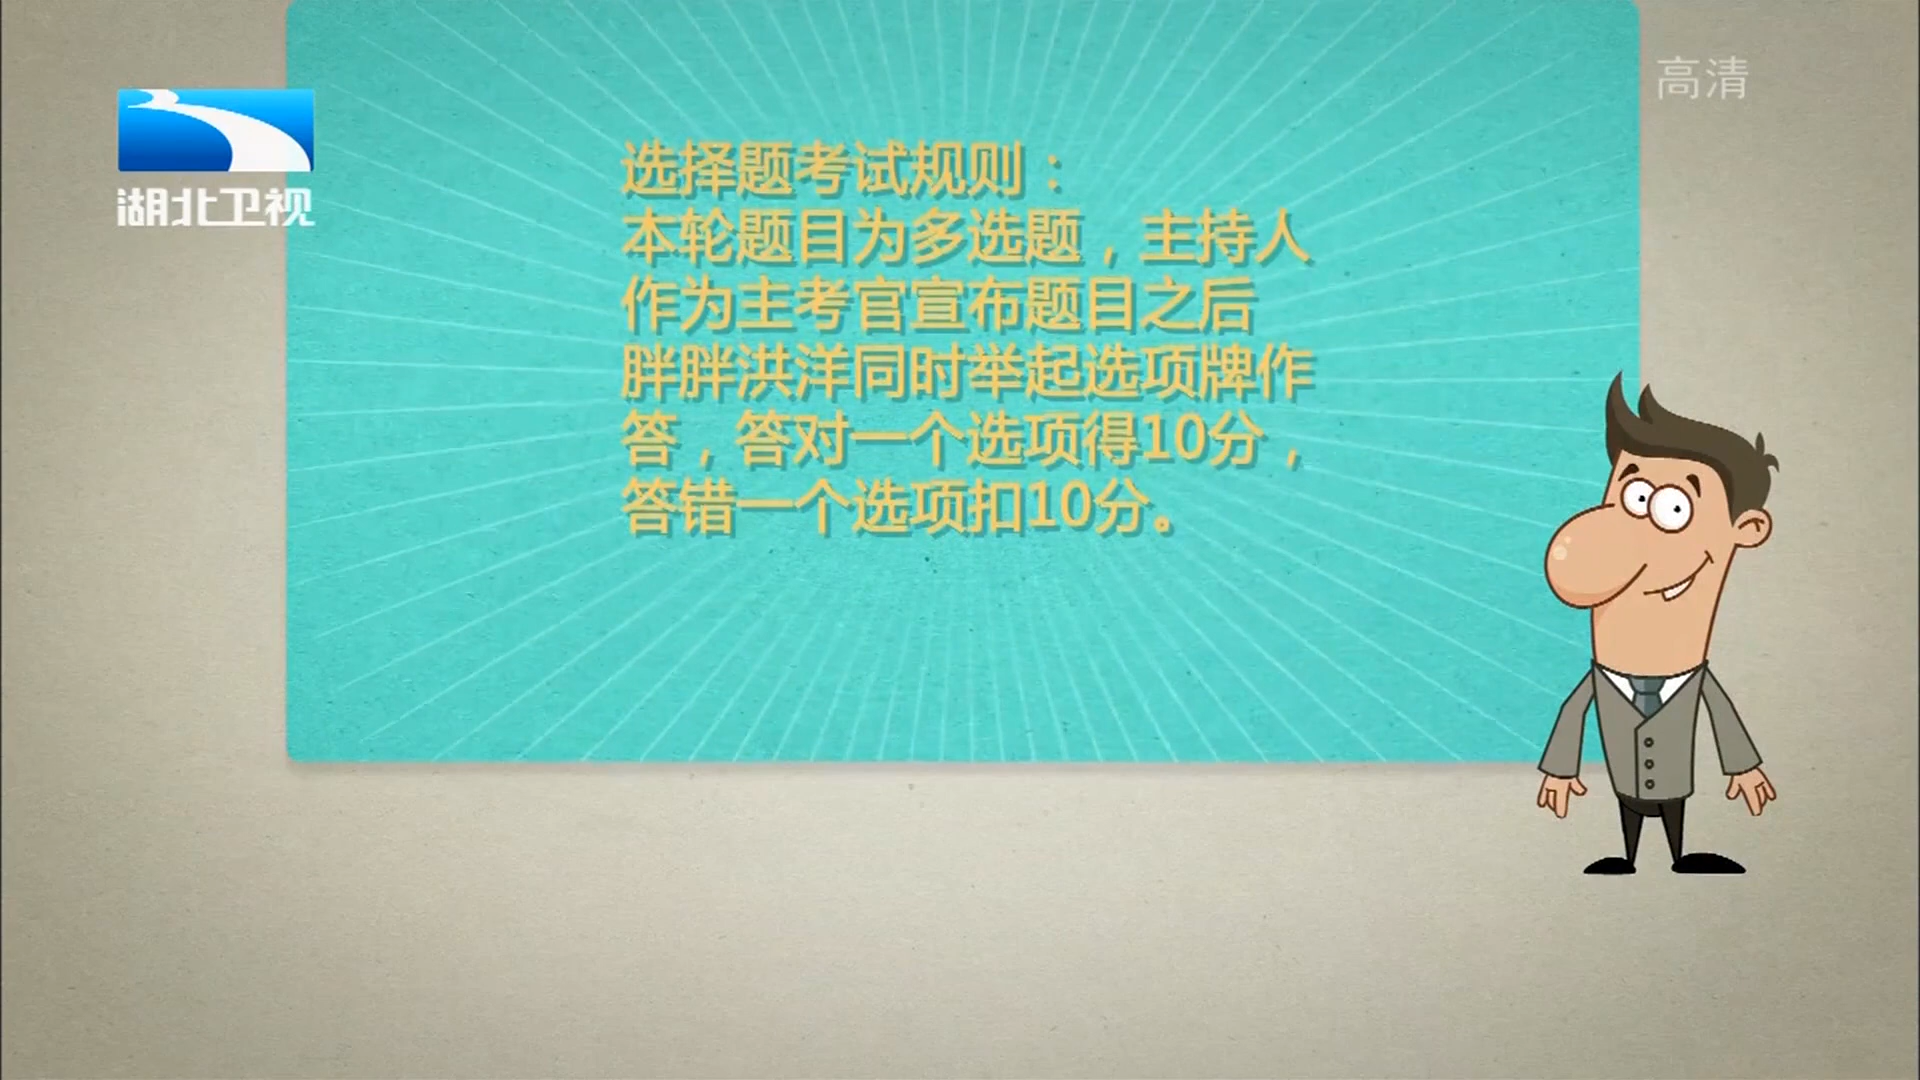 高清
湖北卫视
选择题考试规则：
本轮题目为多选题，主持人
作为主考官宣布题目之后
胖胖洪洋同时举起选项牌作
答，答对一个选项得10分，
答错一个选项扣10分。